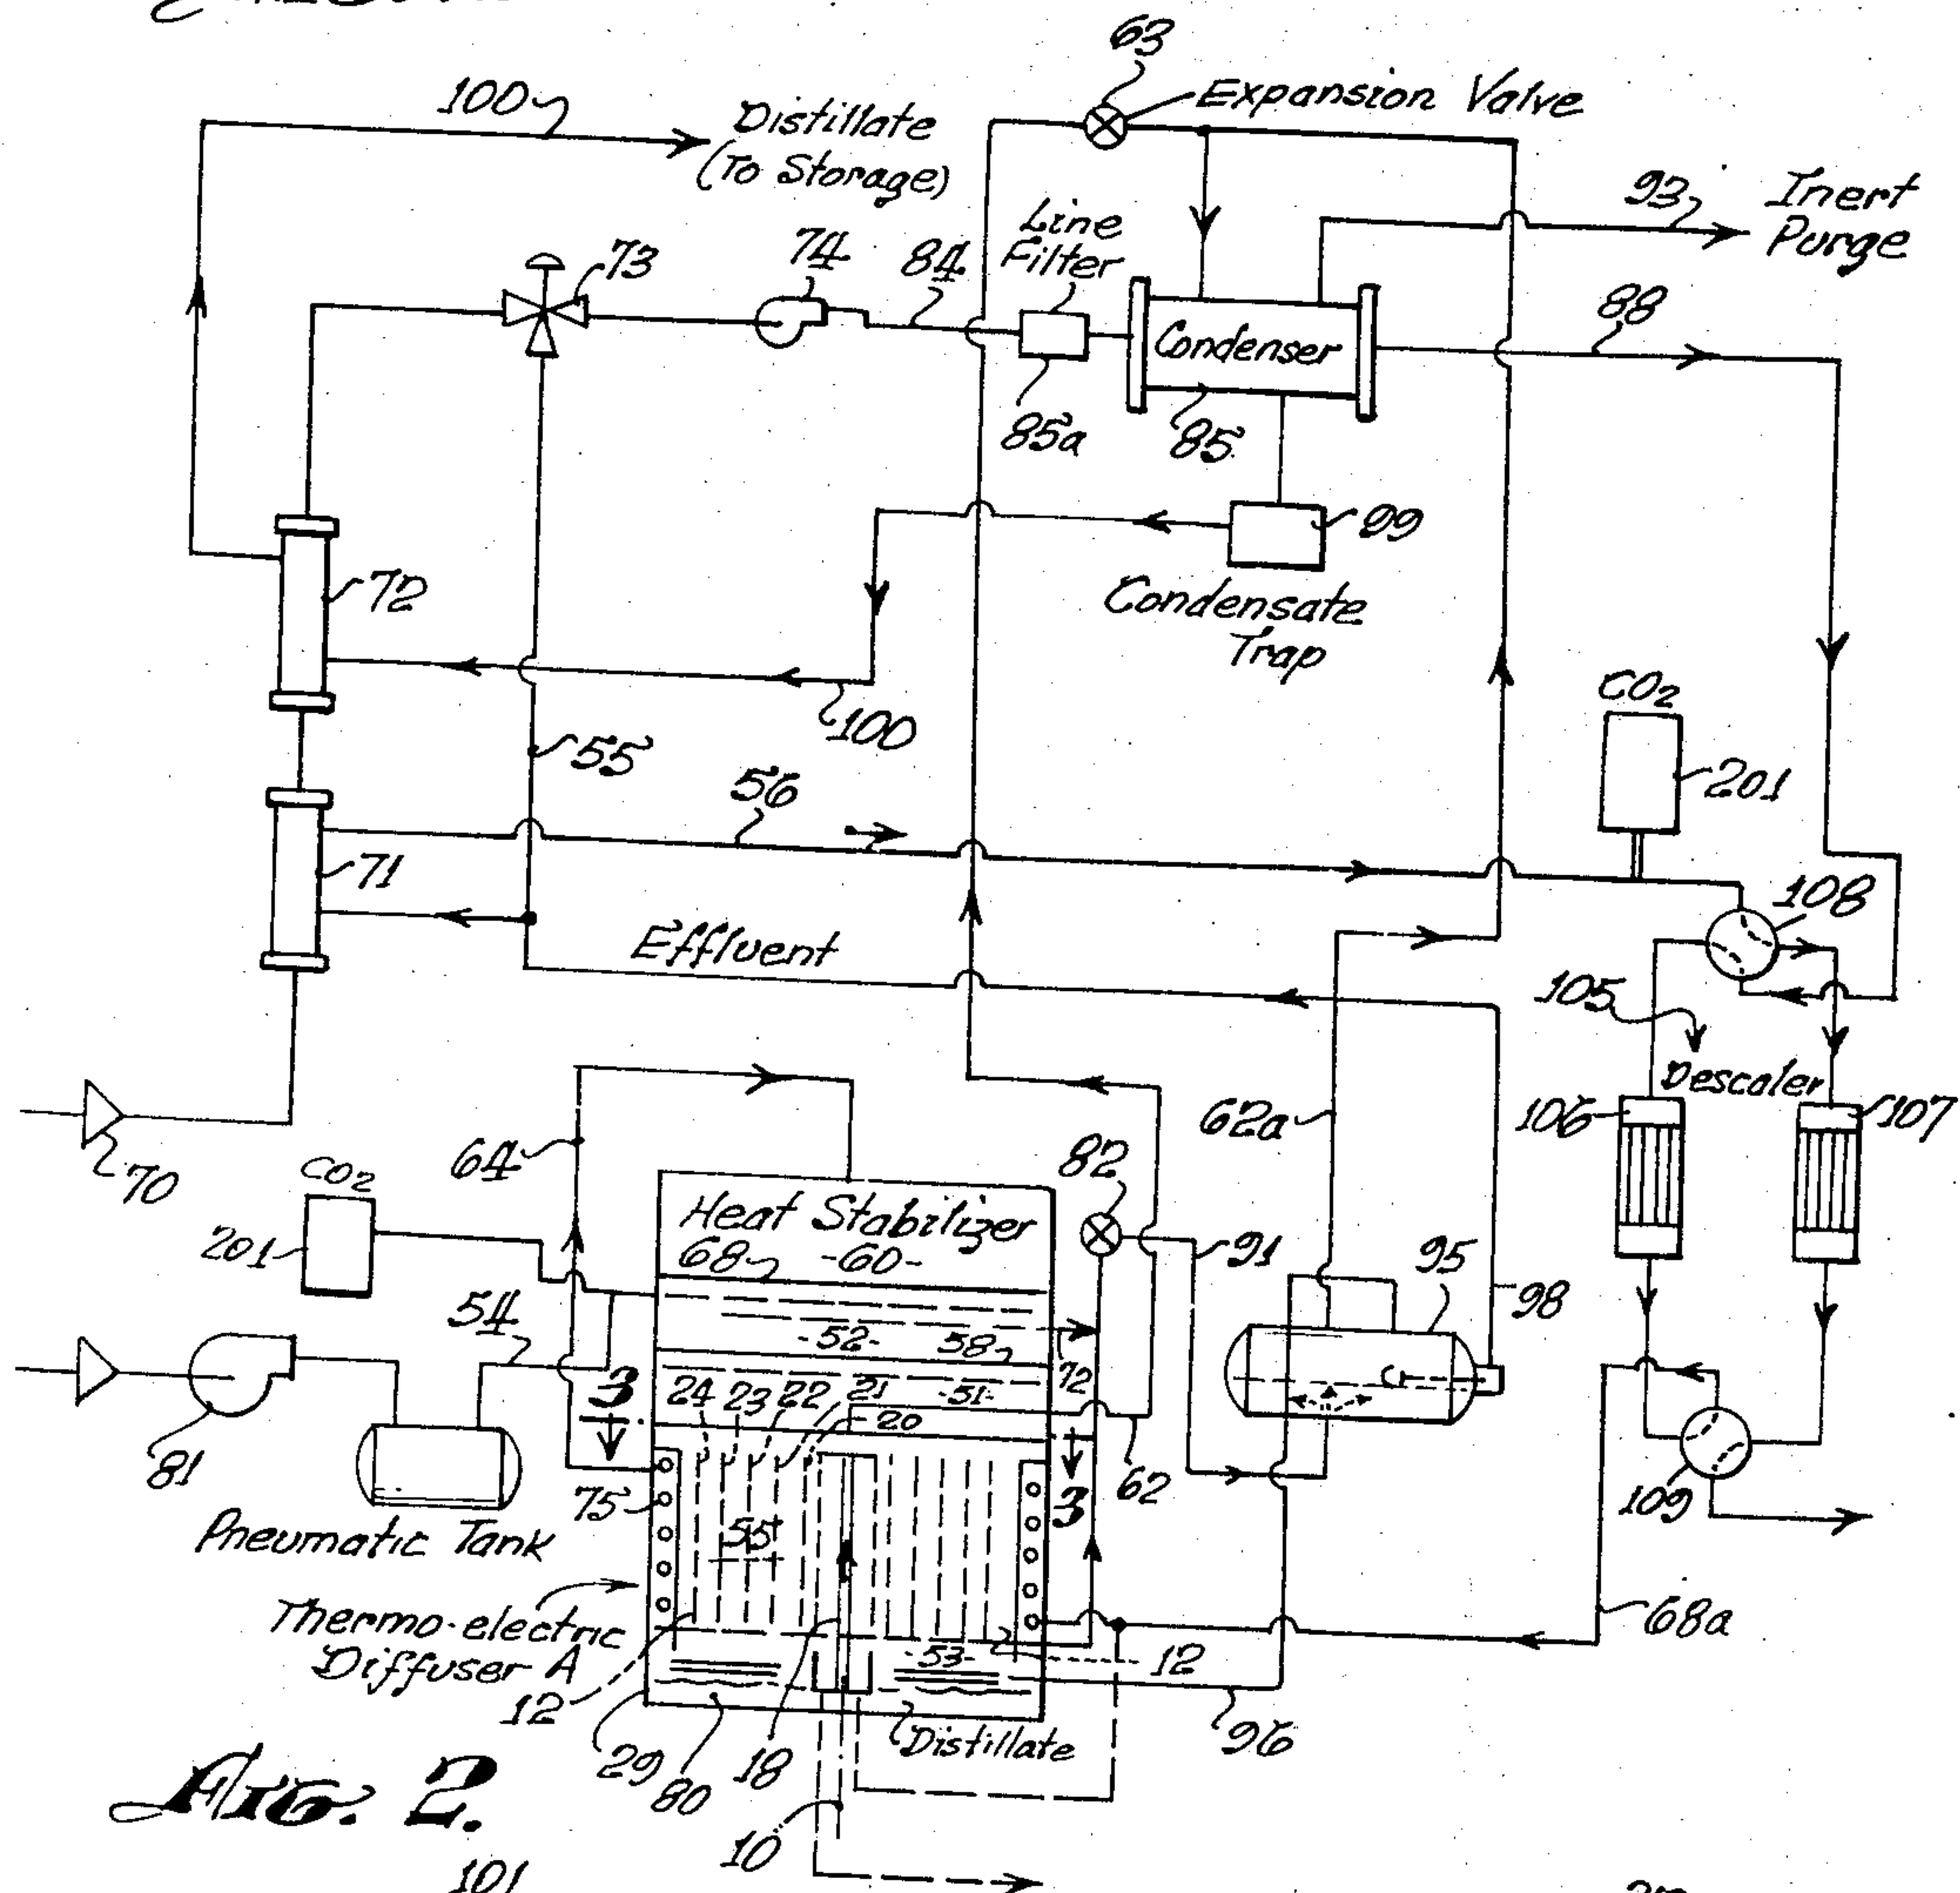 63
100
Distillate
(To Storage)
Expansion Valve
93
Inert
Purge
Line
Filter
73
74
84
88
Condenser
85a
85
99
Condensate
Trap
72
100
55
56
CO2
201
71
108
Effluent
105
Descaler
106
107
70
64
62a
82
CO2
201
Heat Stabilizer
68
-60-
91
95
98
54
-52-
58
72
3
24
23
22
21
-51-
20
C
81
75
3
62
109
Pneumatic Tank
55
Thermo-electric
Diffuser A
68a
-53-
12
12
29
80
18
Distillate
96
10
Fig. 2.
101